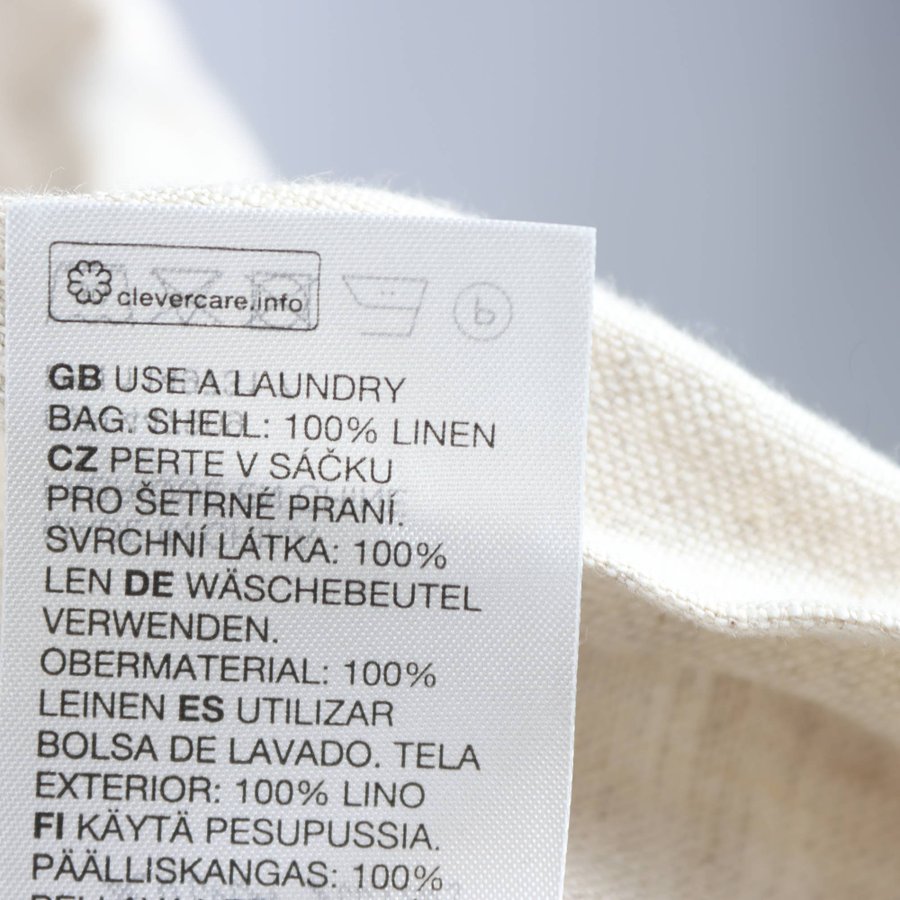 clevercare.info
GB USE A LAUNDRY
BAG. SHELL: 100% LINEN
CZ PERTE V SÁČKU
PRO ŠETRNÉ PRANÍ.
SVRCHNÍ LÁTKA: 100%
LEN DE WÄSCHEBEUTEL
VERWENDEN.
OBERMATERIAL: 100%
LEINEN ES UTILIZAR
BOLSA DE LAVADO. TELA
EXTERIOR: 100% LINO
FI KÄYTÄ PESUPUSSIA.
PÄÄLLISKANGAS: 100%